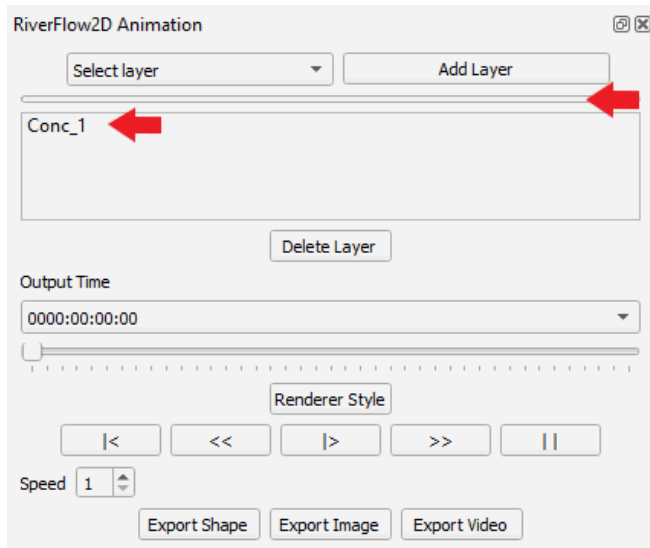 RiverFlow2D Animation
Select layer Add Layer
Conc_1
Delete Layer
Output Time
0000:00:00:00
Renderer Style
|< << |> >> ||
Speed 1
Export Shape Export Image Export Video